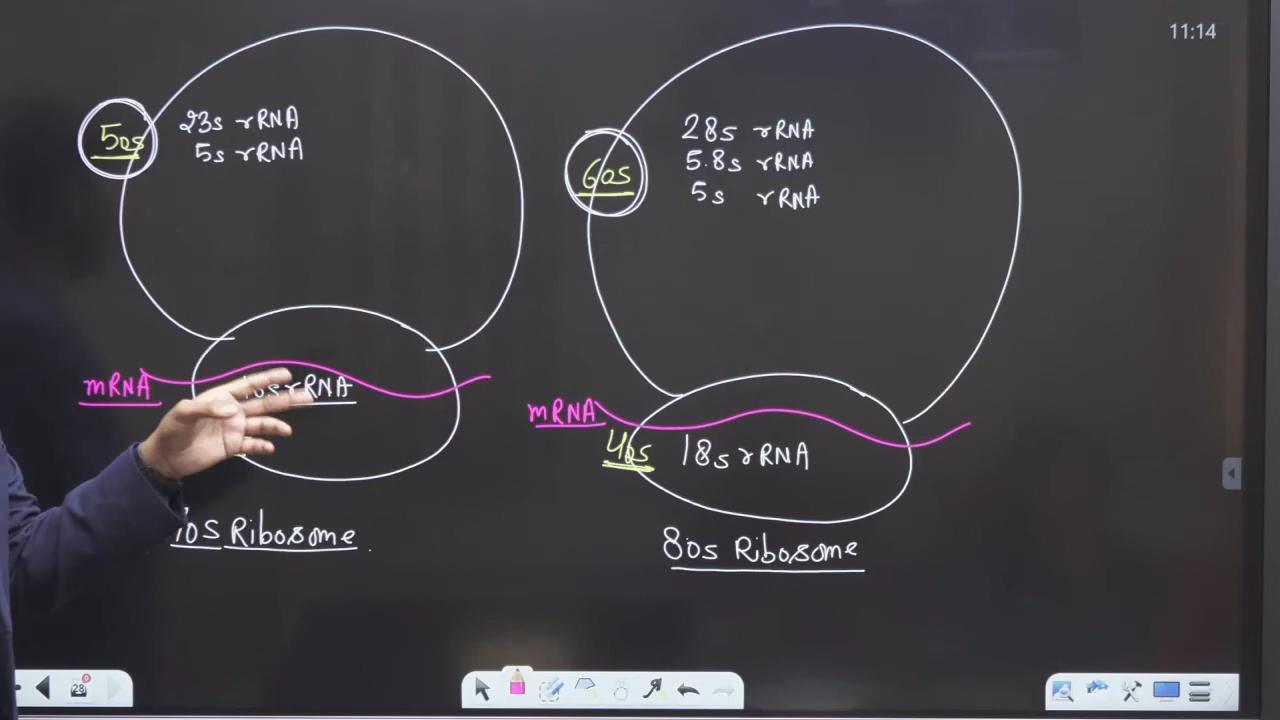 11:14
50s
23s rRNA
5s rRNA
mRNA
rRNA
Ribosome
60s
28s rRNA
5.8s rRNA
5s rRNA
mRNA
40s
18s rRNA
80s Ribosome
28